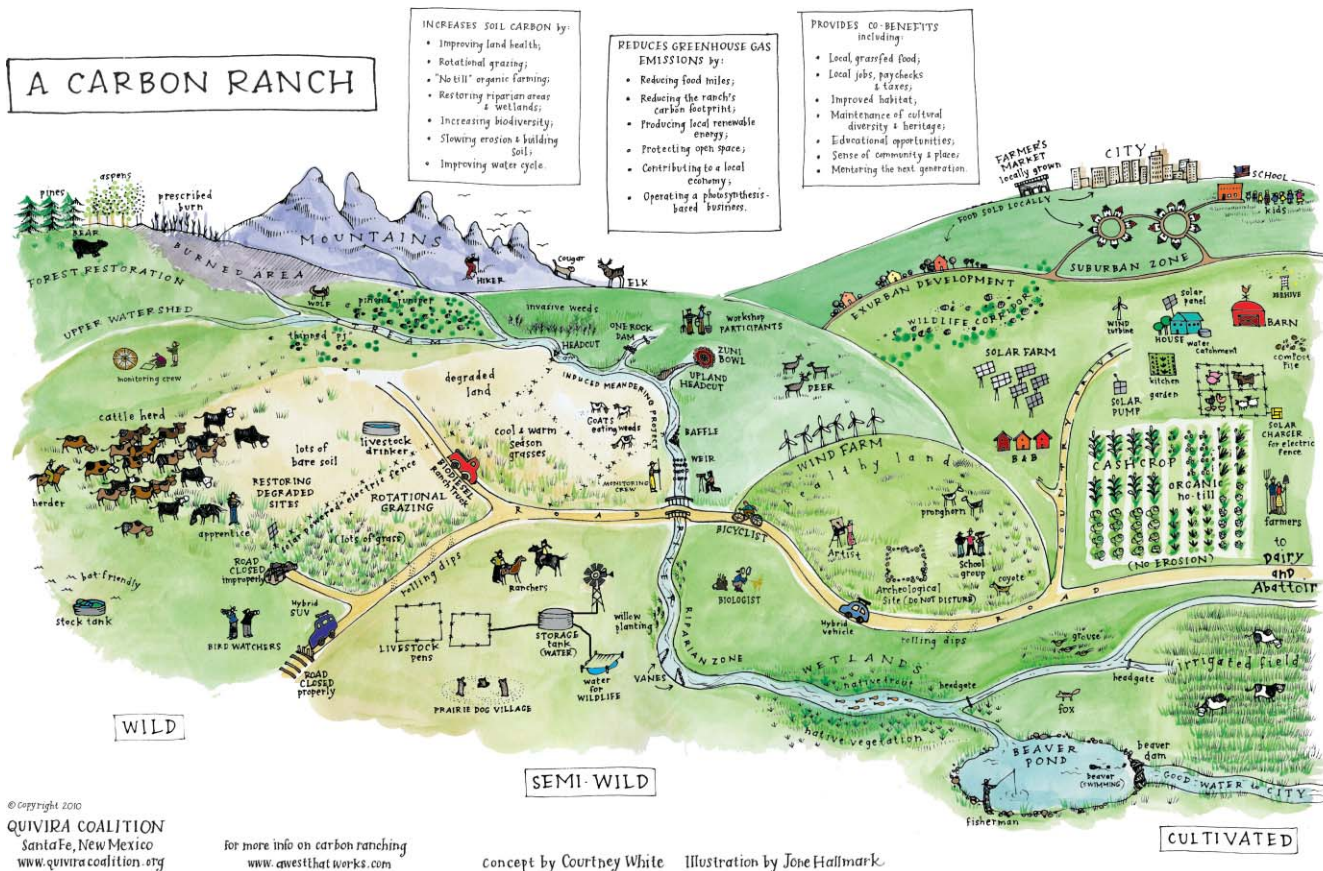 A CARBON RANCH
INCREASES SOIL CARBON by:
• Improving land health;
• Rotational grazing;
• "No till" organic farming;
• Restoring riparian areas
& wetlands;
• Increasing biodiversity;
• Slowing erosion & building
Soil;
• Improving water cycle.
REDUCES GREENHOUSE GAS
EMISSIONS by:
• Reducing food miles;
• Reducing the ranch's
carbon footprint;
• Producing local renewable
energy;
• Protecting open space;
• Contributing to a local
economy;
• Operating a photosynthesis-
based business.
PROVIDES CO-BENEFITS
including:
• Local, grassfed food;
• Local jobs, paychecks
& taxes;
• Improved habitat;
• Maintenance of cultural
diversity & heritage;
• Educational opportunities;
• Sense of community & place;
• Mentoring the next generation.
pines
aspens
prescribed
burn
BEAR
FOREST RESTORATION
BURNED AREA
MOUNTAINS
HIKER
cougar
ELK
WOLF
piñon & juniper
UPPER WATERSHED
thinned PJ
STREAM
invasive weeds
HEADCUT
ONE ROCK
DAM
workshop
PARTICIPANTS
ZUNI
BOWL
UPLAND
HEADCUT
FARMER'S
MARKET
locally grown
CITY
SCHOOL
kids
FOOD SOLD LOCALLY
SUBURBAN ZONE
EXURBAN DEVELOPMENT
WILDLIFE CORRIDOR
WIND
turbine
solar
panel
HOUSE
water
catchment
BEEHIVE
BARN
compost
pile
kitchen
garden
SOLAR FARM
SOLAR
PUMP
SOLAR
CHARGER
for electric
fence
B & B
BOUNDARY DRIVE
CASH CROP
ORGANIC
no-till
(NO EROSION)
farmers
to
Dairy
and
Abattoir
monitoring crew
cattle herd
herder
apprentice
degraded
land
lots of
bare soil
livestock
drinker
RESTORING
DEGRADED
SITES
solar powered electric fence
ROTATIONAL
GRAZING
(lots of grass)
BIODIESEL
Ranch truck
cool & warm
season
grasses
INDUCED MEANDERING PROJECT
GOATS
eating weeds
MONITORING
CREW
BAFFLE
WEIR
DEER
WIND FARM
healthy land
pronghorn
Artist
Archeological
Site (DO NOT DISTURB)
School
group
coyote
ROAD
BICYCLIST
Hybrid
vehicle
rolling dips
ROAD
ROAD
CLOSED
improperly
bat-friendly
stock tank
BIRD WATCHERS
Hybrid
SUV
ROAD
CLOSED
properly
rolling dips
Ranchers
LIVESTOCK
pens
STORAGE
tank
(WATER)
water
for
WILDLIFE
PRAIRIE DOG VILLAGE
willow
planting
VANES
RIVER
RIPARIAN ZONE
BIOLOGIST
WETLANDS
native trout
native vegetation
headgate
grouse
fox
headgate
irrigated field
BEAVER
POND
beaver
(SWIMMING)
beaver
dam
fisherman
GOOD WATER to CITY
WILD
SEMI-WILD
CULTIVATED
© Copyright 2010
QUIVIRA COALITION
Santa Fe, New Mexico
www.quiviracoalition.org
for more info on carbon ranching
www.awestthatworks.com
concept by Courtney White Illustration by Jone Hallmark